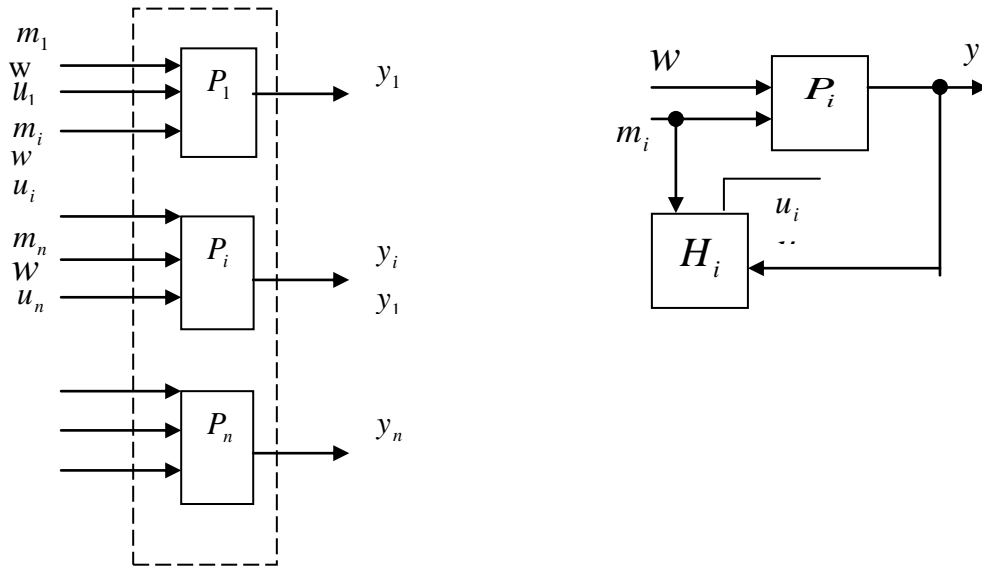 m₁
w
u₁
mᵢ
w
uᵢ
mₙ
W
uₙ
P₁
y₁
Pᵢ
yᵢ
y₁
Pₙ
yₙ
W
Pᵢ
y
mᵢ
uᵢ
Hᵢ